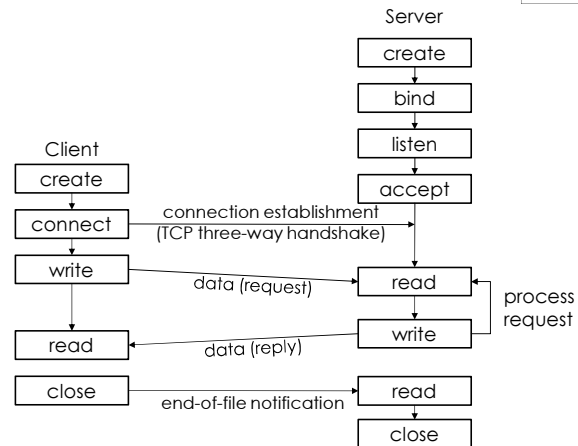 Server
create
bind
listen
accept
Client
create
connect
connection establishment
(TCP three-way handshake)
write
data (request)
read
process
request
write
read
data (reply)
close
end-of-file notification
read
close